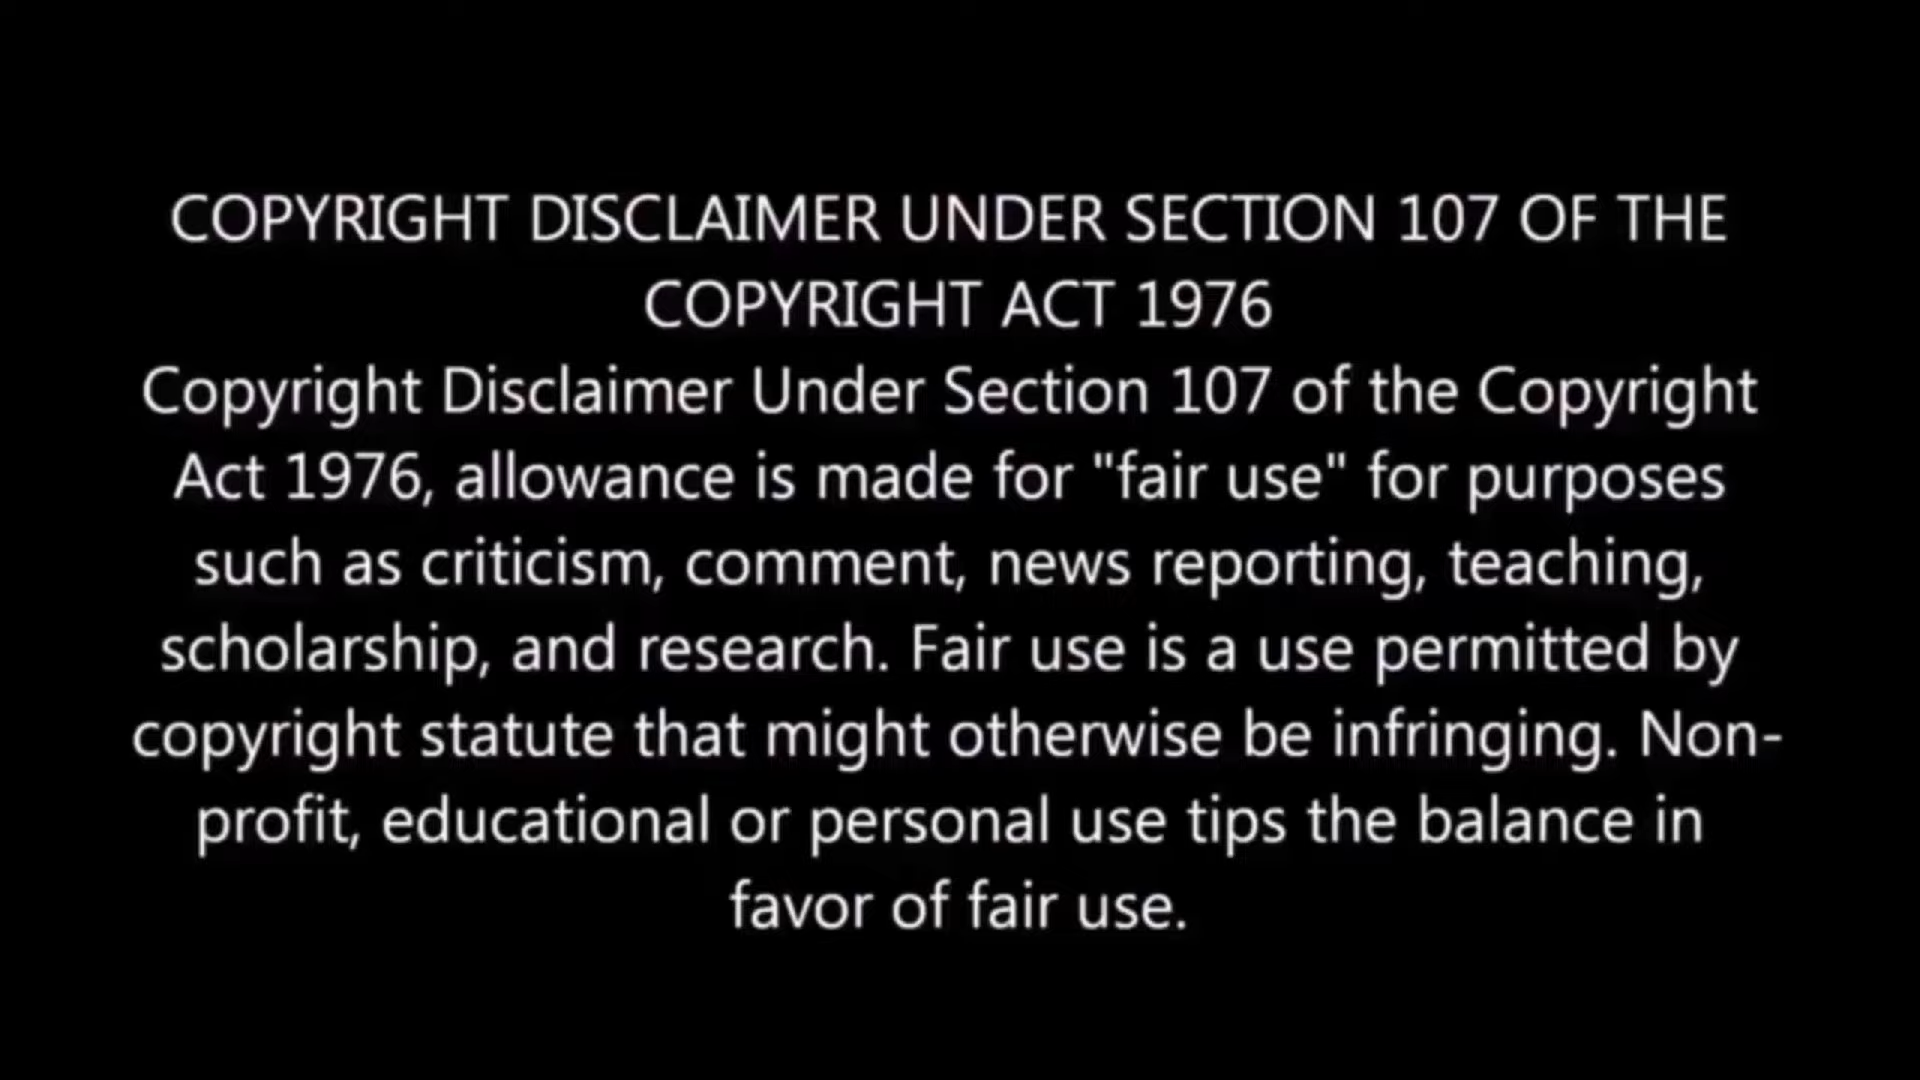 COPYRIGHT DISCLAIMER UNDER SECTION 107 OF THE
COPYRIGHT ACT 1976
Copyright Disclaimer Under Section 107 of the Copyright
Act 1976, allowance is made for "fair use" for purposes
such as criticism, comment, news reporting, teaching,
scholarship, and research. Fair use is a use permitted by
copyright statute that might otherwise be infringing. Non-
profit, educational or personal use tips the balance in
favor of fair use.